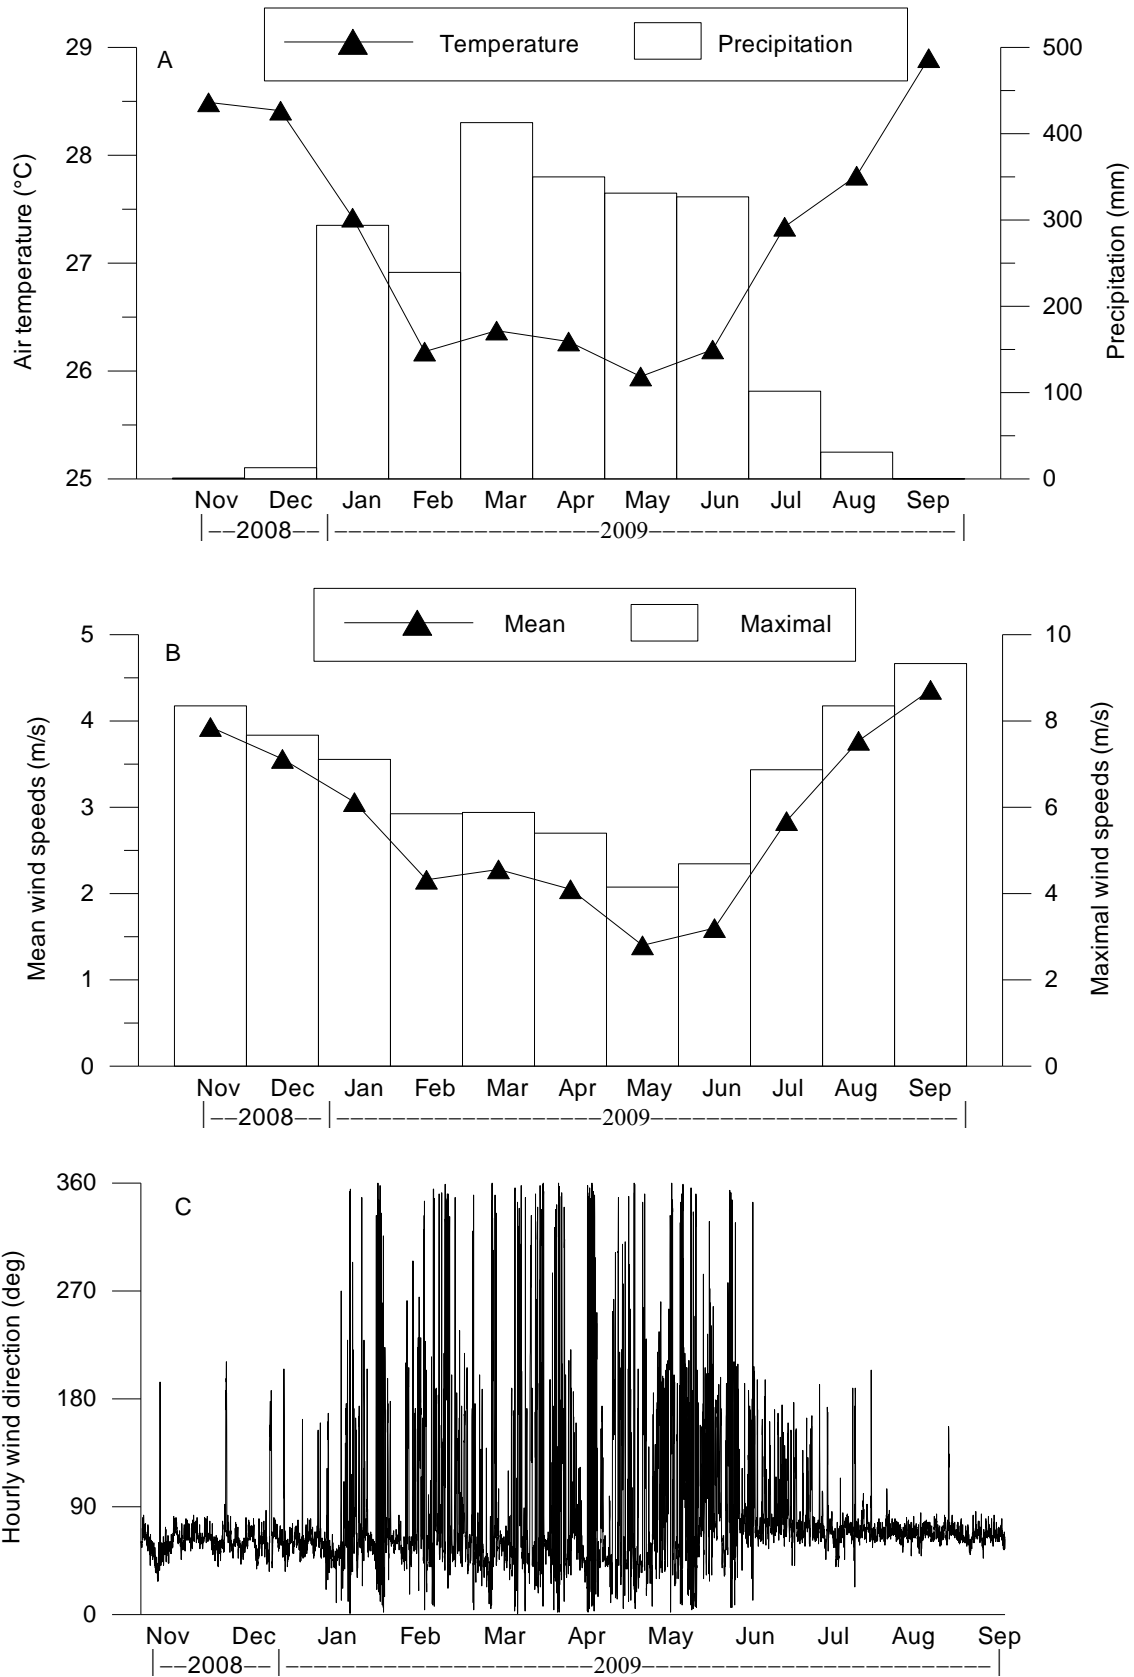 Temperature Precipitation
A
29
28
27
26
25
Air temperature (°C)
500
400
300
200
100
0
Precipitation (mm)
Nov Dec Jan Feb Mar Apr May Jun Jul Aug Sep
2008 2009
Mean Maximal
B
5
4
3
2
1
0
Mean wind speeds (m/s)
10
8
6
4
2
0
Maximal wind speeds (m/s)
Nov Dec Jan Feb Mar Apr May Jun Jul Aug Sep
2008 2009
C
360
270
180
90
0
Hourly wind direction (deg)
Nov Dec Jan Feb Mar Apr May Jun Jul Aug Sep
2008 2009